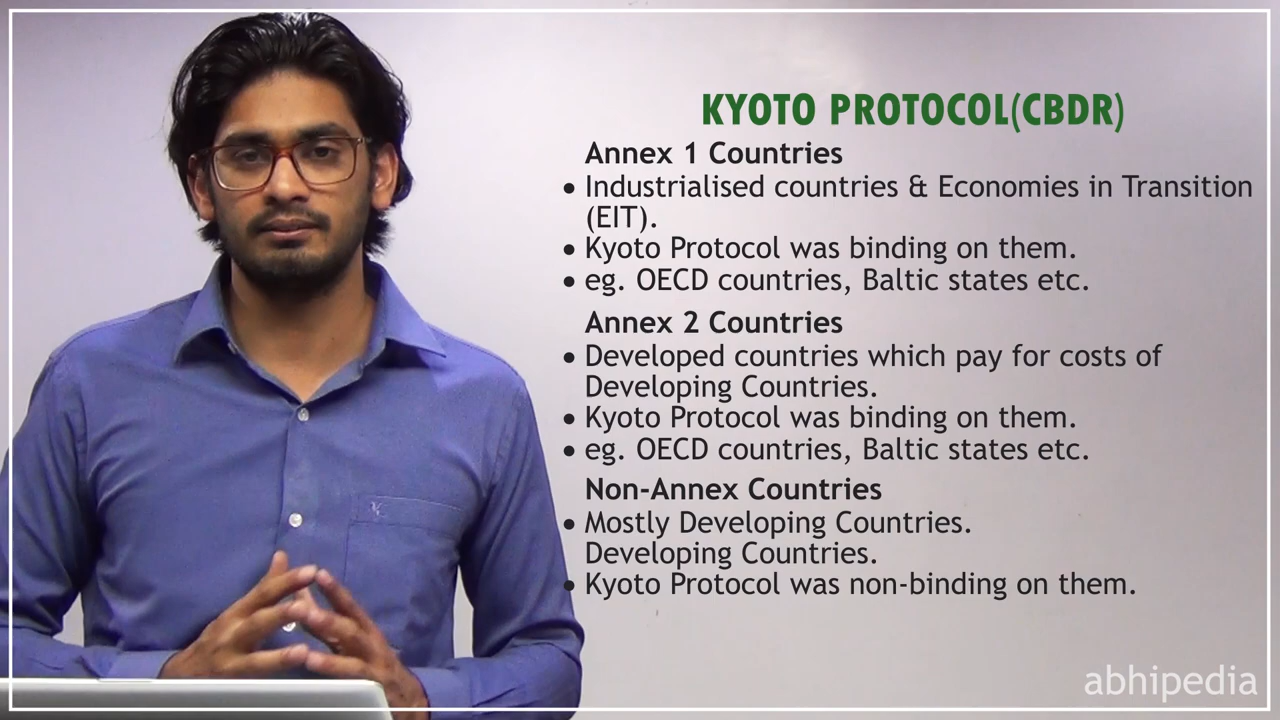 KYOTO PROTOCOL(CBDR)
Annex 1 Countries
• Industrialised countries & Economies in Transition
(EIT).
• Kyoto Protocol was binding on them.
• eg. OECD countries, Baltic states etc.
Annex 2 Countries
• Developed countries which pay for costs of
Developing Countries.
• Kyoto Protocol was binding on them.
• eg. OECD countries, Baltic states etc.
Non-Annex Countries
• Mostly Developing Countries.
Developing Countries.
• Kyoto Protocol was non-binding on them.
abhipedia